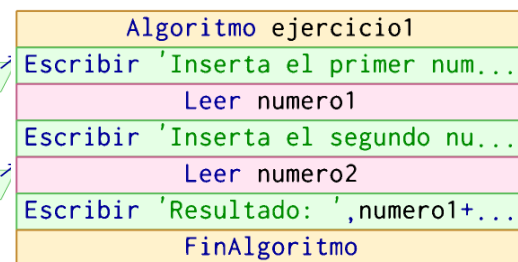 Algoritmo ejercicio1
Escribir 'Inserta el primer num...
Leer numero1
Escribir 'Inserta el segundo nu...
Leer numero2
Escribir 'Resultado: ',numero1+...
FinAlgoritmo